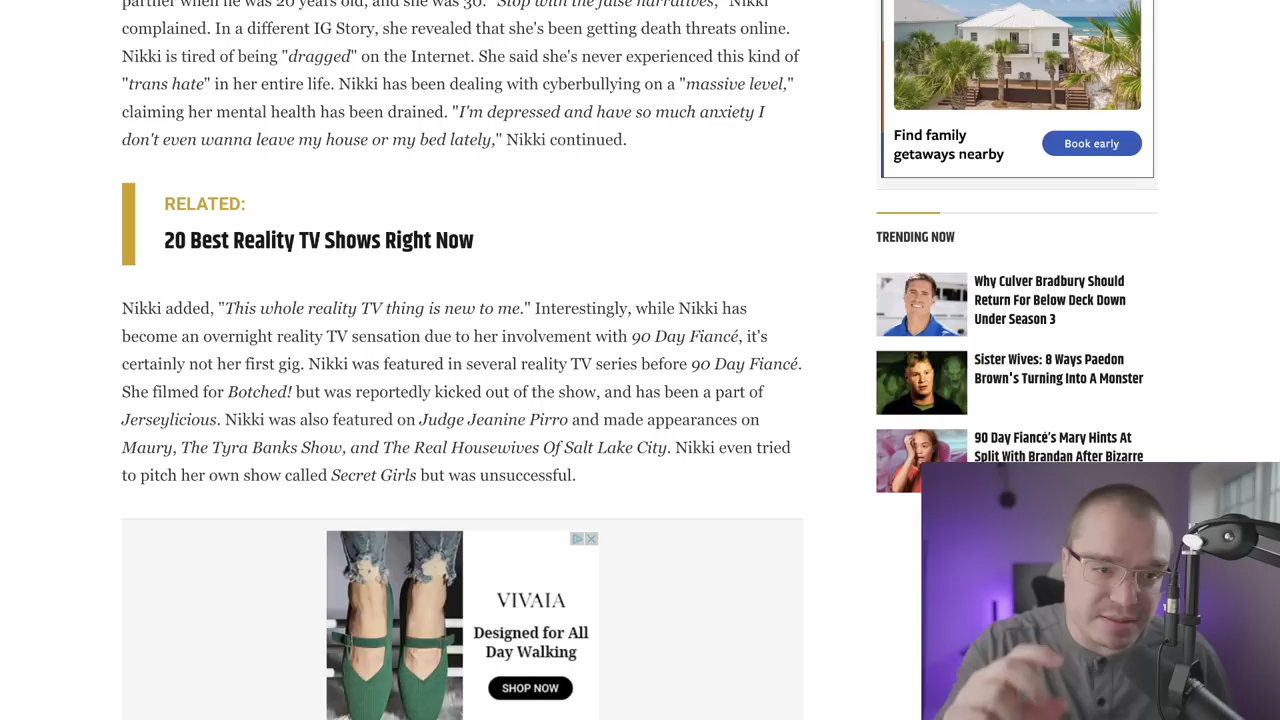 partner when he was 20 years old, and she was 30. "Stop with the false narratives," Nikki
complained. In a different IG Story, she revealed that she's been getting death threats online.
Nikki is tired of being "dragged" on the Internet. She said she's never experienced this kind of
"trans hate" in her entire life. Nikki has been dealing with cyberbullying on a "massive level,"
claiming her mental health has been drained. "I'm depressed and have so much anxiety I
don't even wanna leave my house or my bed lately," Nikki continued.
RELATED:
20 Best Reality TV Shows Right Now
Nikki added, "This whole reality TV thing is new to me." Interestingly, while Nikki has
become an overnight reality TV sensation due to her involvement with 90 Day Fiancé, it's
certainly not her first gig. Nikki was featured in several reality TV series before 90 Day Fiancé.
She filmed for Botched! but was reportedly kicked out of the show, and has been a part of
Jerseylicious. Nikki was also featured on Judge Jeanine Pirro and made appearances on
Maury, The Tyra Banks Show, and The Real Housewives Of Salt Lake City. Nikki even tried
to pitch her own show called Secret Girls but was unsuccessful.
VIVAIA
Designed for All
Day Walking
SHOP NOW
Find family
getaways nearby
Book early
TRENDING NOW
Why Culver Bradbury Should
Return For Below Deck Down
Under Season 3
Sister Wives: 8 Ways Paedon
Brown's Turning Into A Monster
90 Day Fiancé's Mary Hints At
Split With Brandan After Bizarre